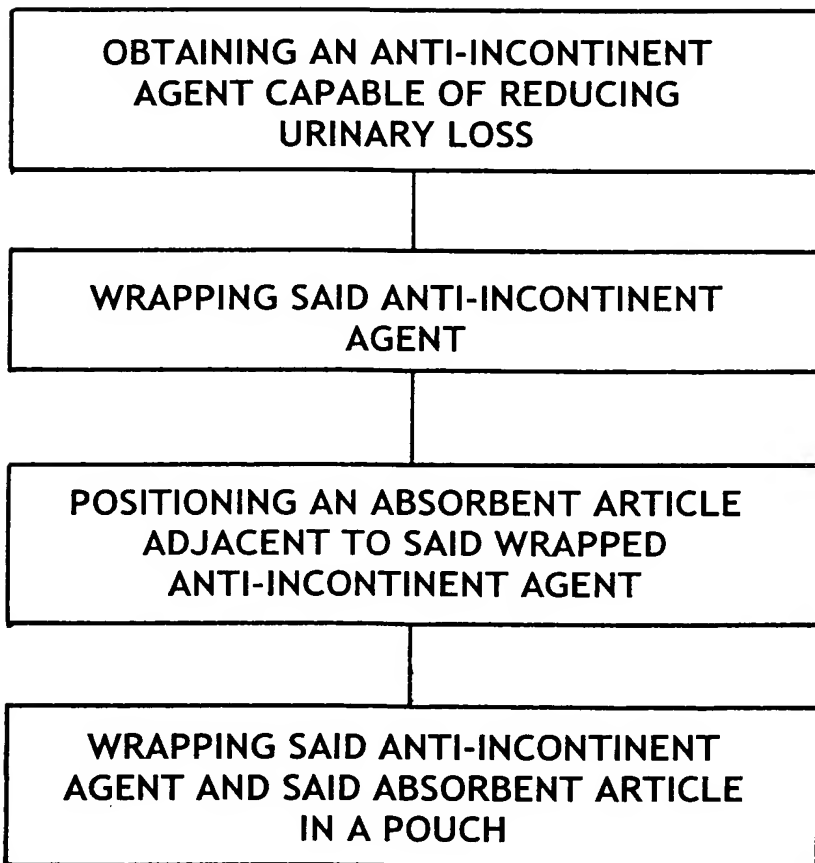 OBTAINING AN ANTI-INCONTINENT
AGENT CAPABLE OF REDUCING
URINARY LOSS
WRAPPING SAID ANTI-INCONTINENT
AGENT
POSITIONING AN ABSORBENT ARTICLE
ADJACENT TO SAID WRAPPED
ANTI-INCONTINENT AGENT
WRAPPING SAID ANTI-INCONTINENT
AGENT AND SAID ABSORBENT ARTICLE
IN A POUCH